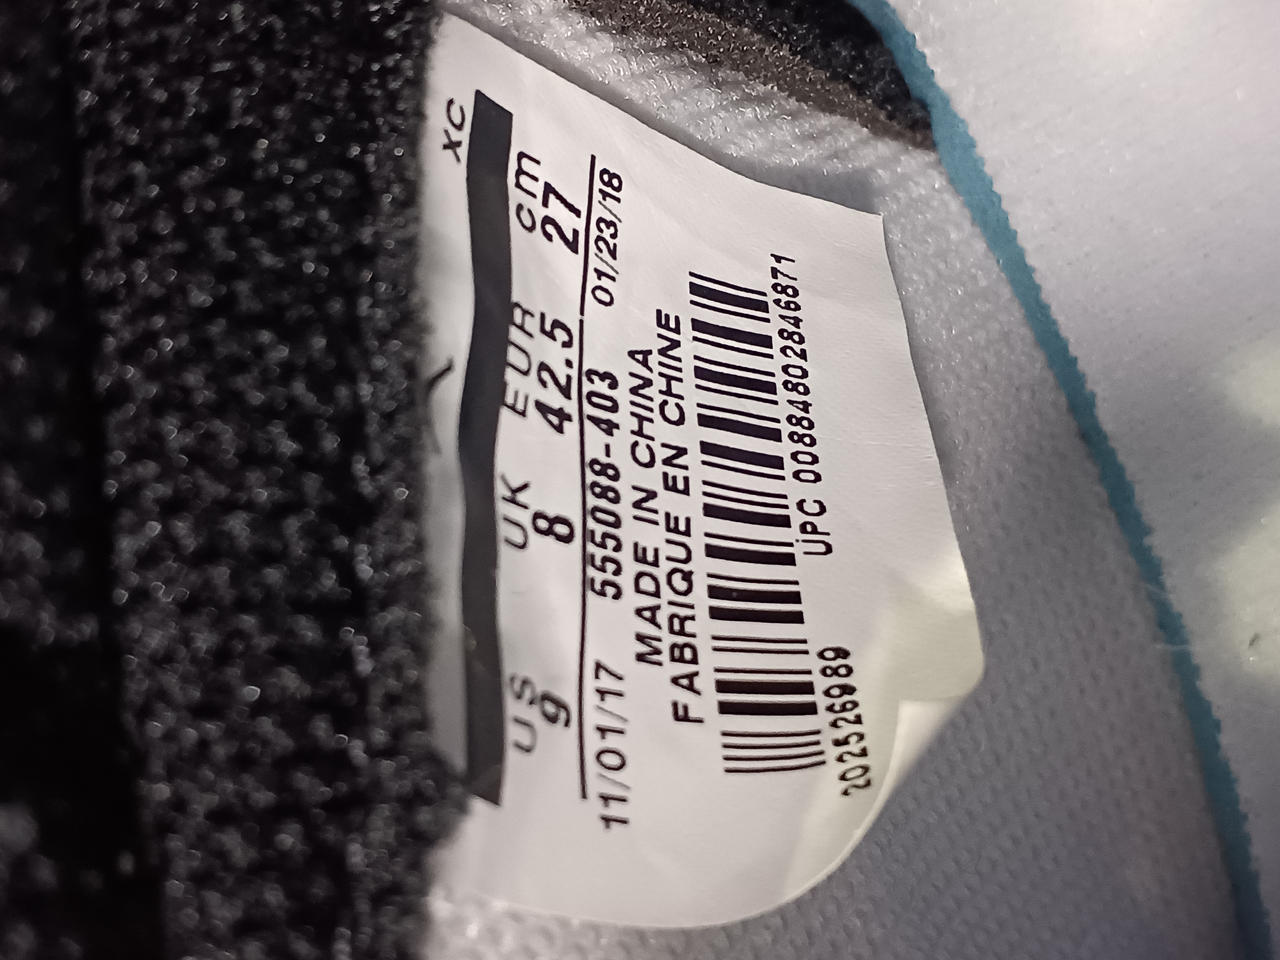 XC
US UK EUR cm
9 8 42.5 27
11/01/17 555088-403 01/23/18
MADE IN CHINA
FABRIQUE EN CHINE
UPC 00884802846871
202526989